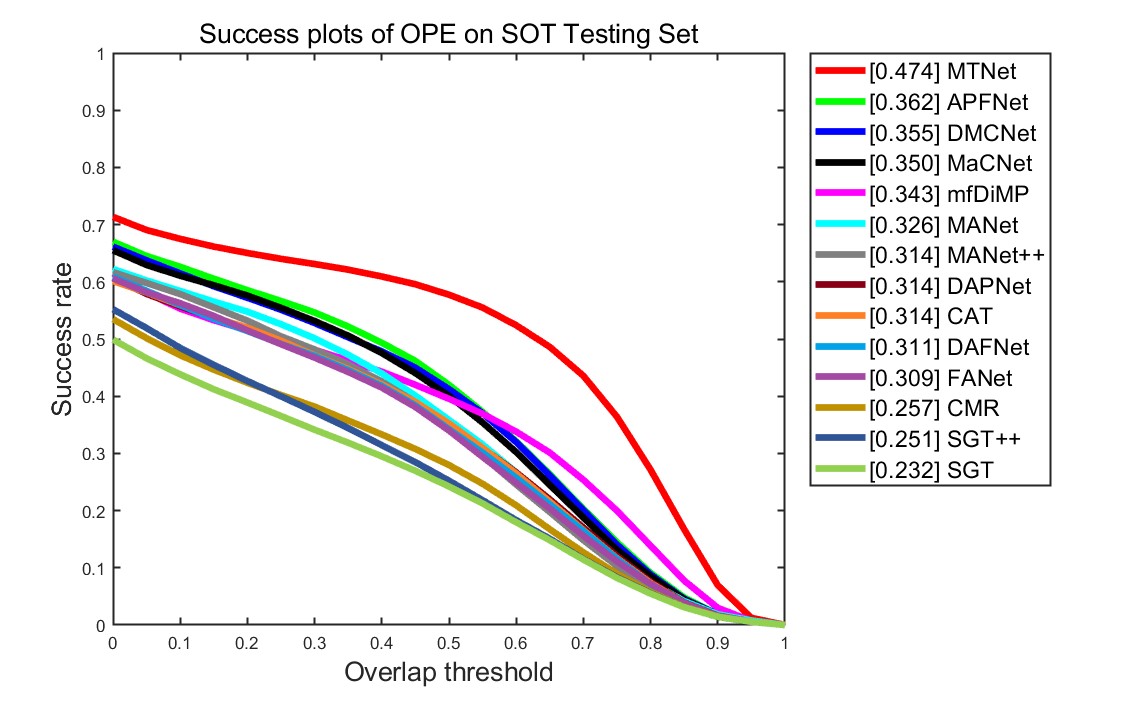 Success plots of OPE on SOT Testing Set
1
0.9
0.8
0.7
0.6
0.5
0.4
0.3
0.2
0.1
0
Success rate
0 0.1 0.2 0.3 0.4 0.5 0.6 0.7 0.8 0.9 1
Overlap threshold
[0.474] MTNet
[0.362] APFNet
[0.355] DMCNet
[0.350] MaCNet
[0.343] mfDiMP
[0.326] MANet
[0.314] MANet++
[0.314] DAPNet
[0.314] CAT
[0.311] DAFNet
[0.309] FANet
[0.257] CMR
[0.251] SGT++
[0.232] SGT